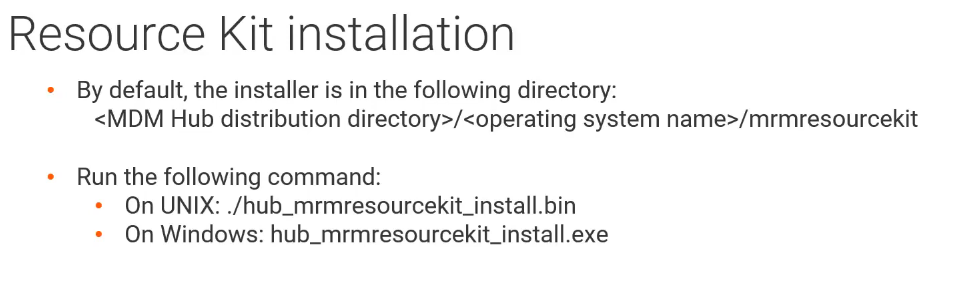 Resource Kit installation
• By default, the installer is in the following directory:
<MDM Hub distribution directory>/<operating system name>/mrmresourcekit
• Run the following command:
• On UNIX: ./hub_mrmresourcekit_install.bin
• On Windows: hub_mrmresourcekit_install.exe